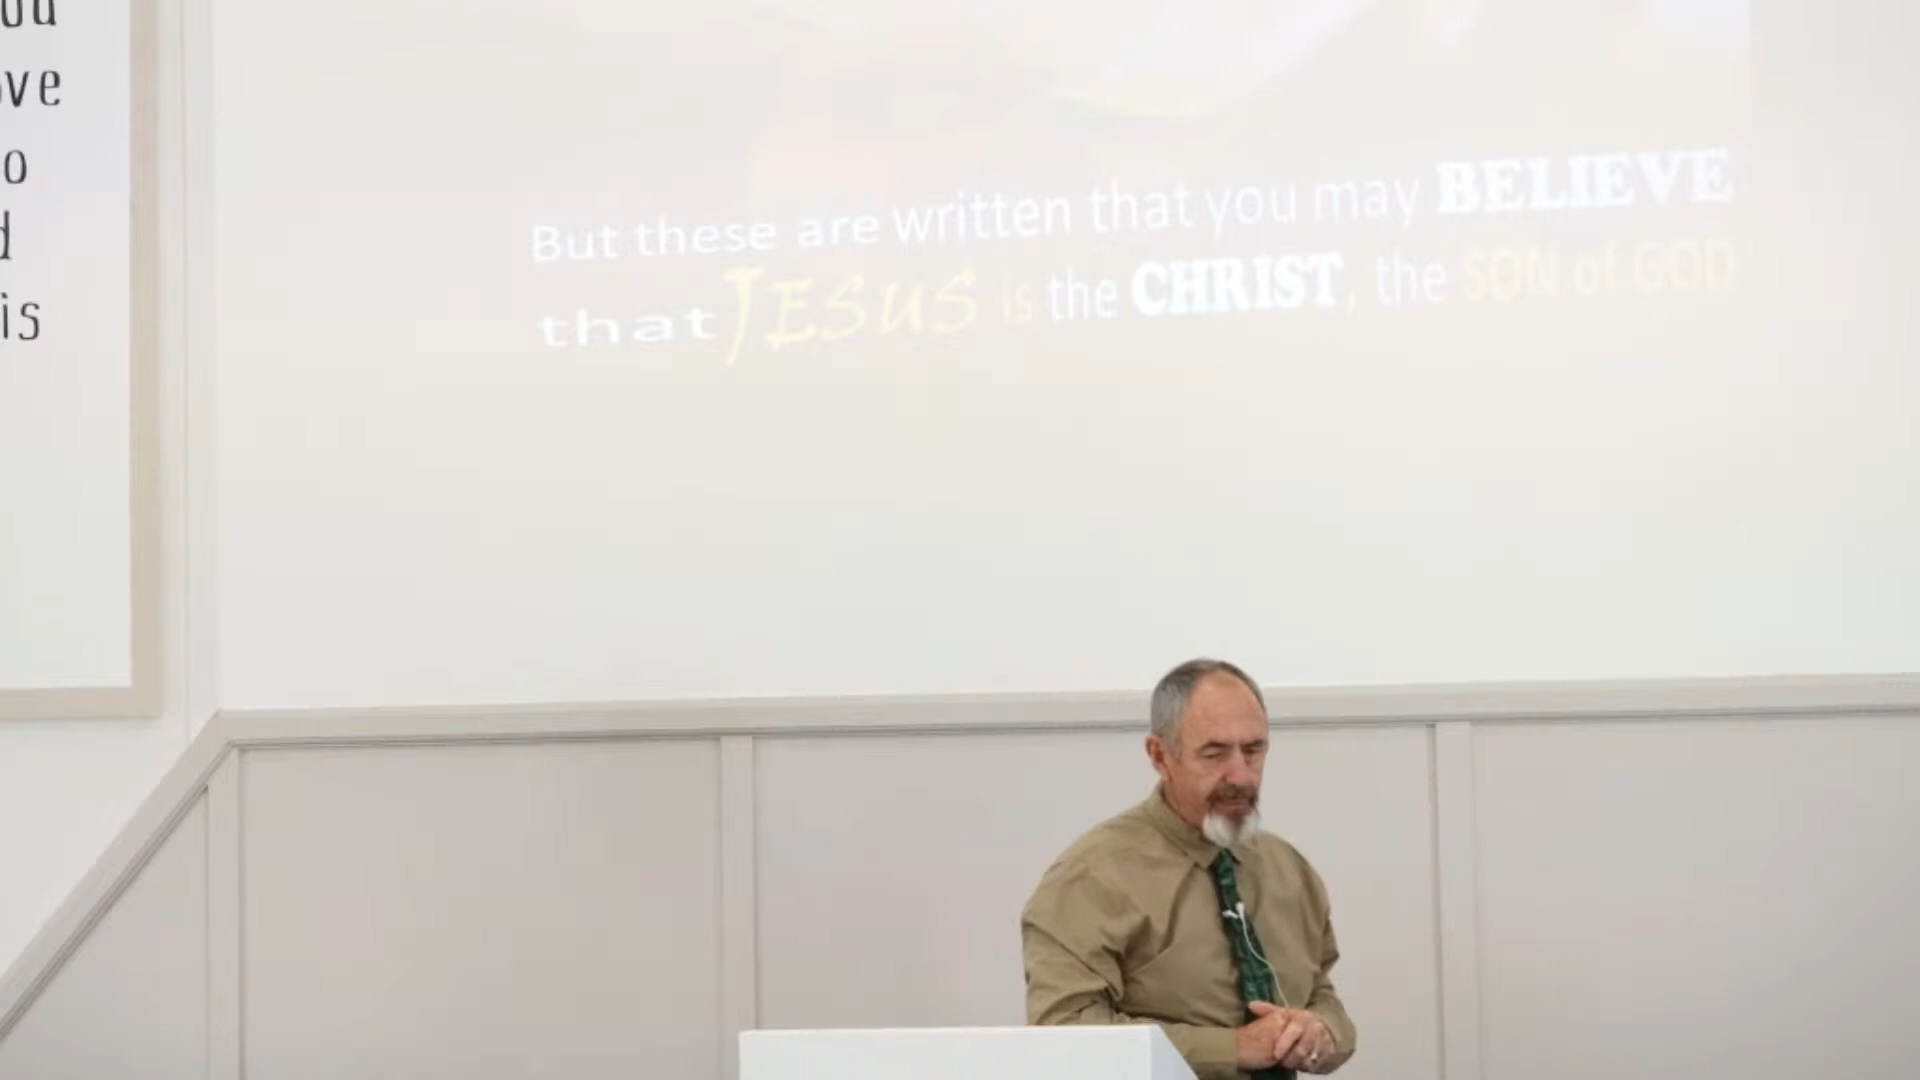 ve
o
d
is
But these are written that you may BELIEVE
that JESUS is the CHRIST, the SON of GOD